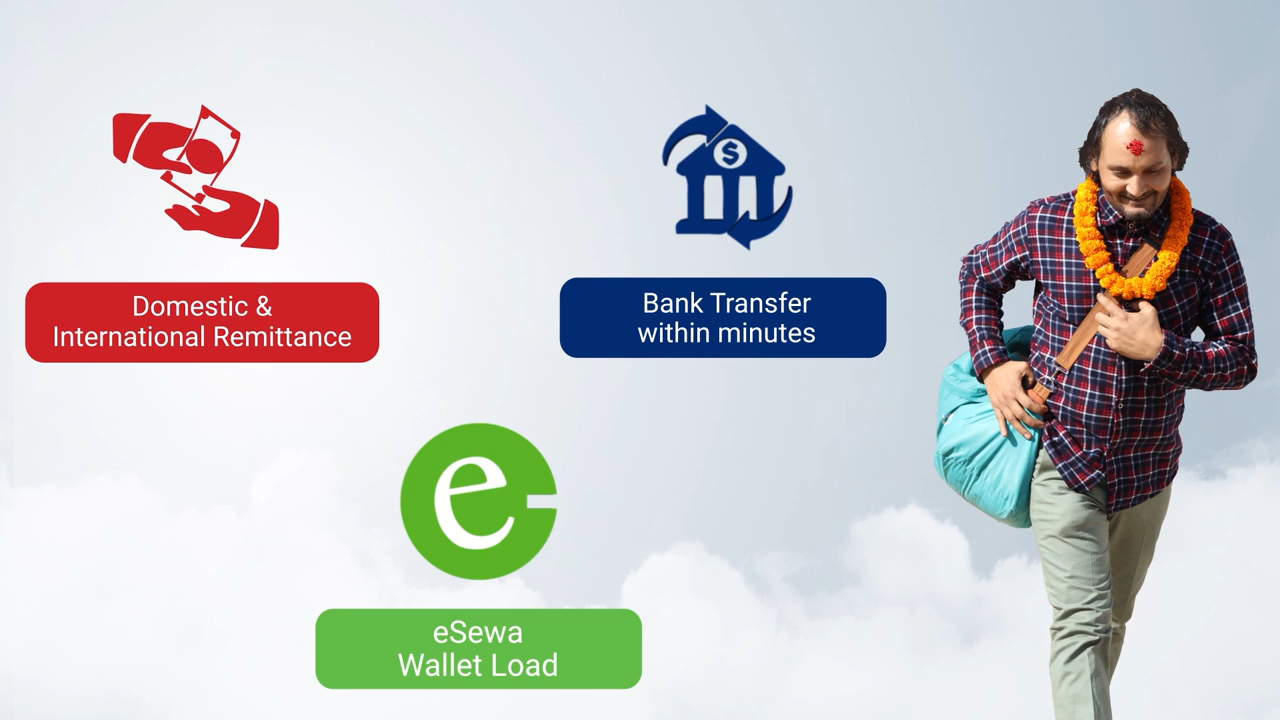 Domestic &
International Remittance
$
Bank Transfer
within minutes
e
eSewa
Wallet Load